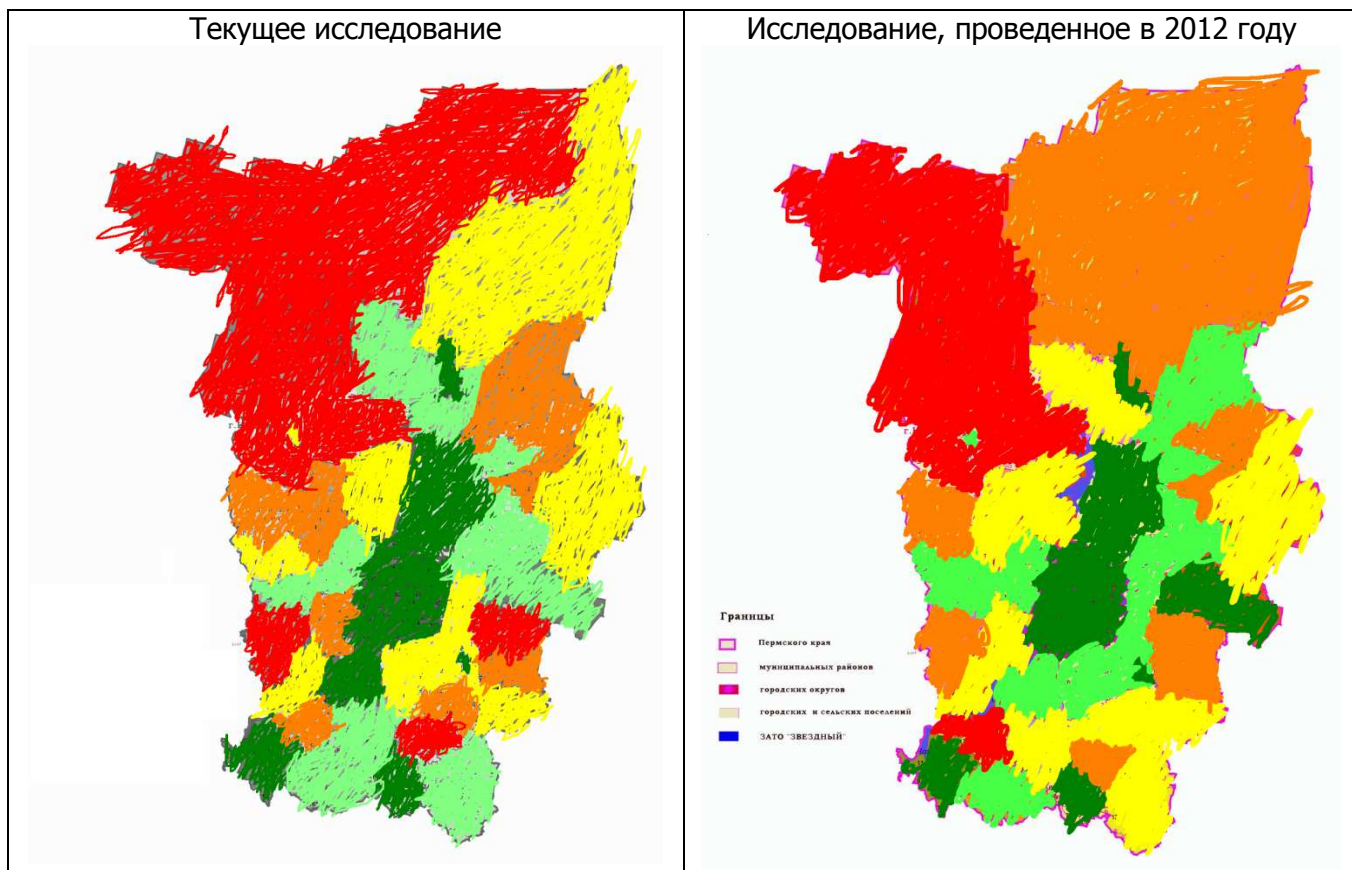 Текущее исследование
Исследование, проведенное в 2012 году
Границы
Пермского края
муниципальных районов
городских округов
городских и сельских поселений
ЗАТО "ЗВЕЗДНЫЙ"